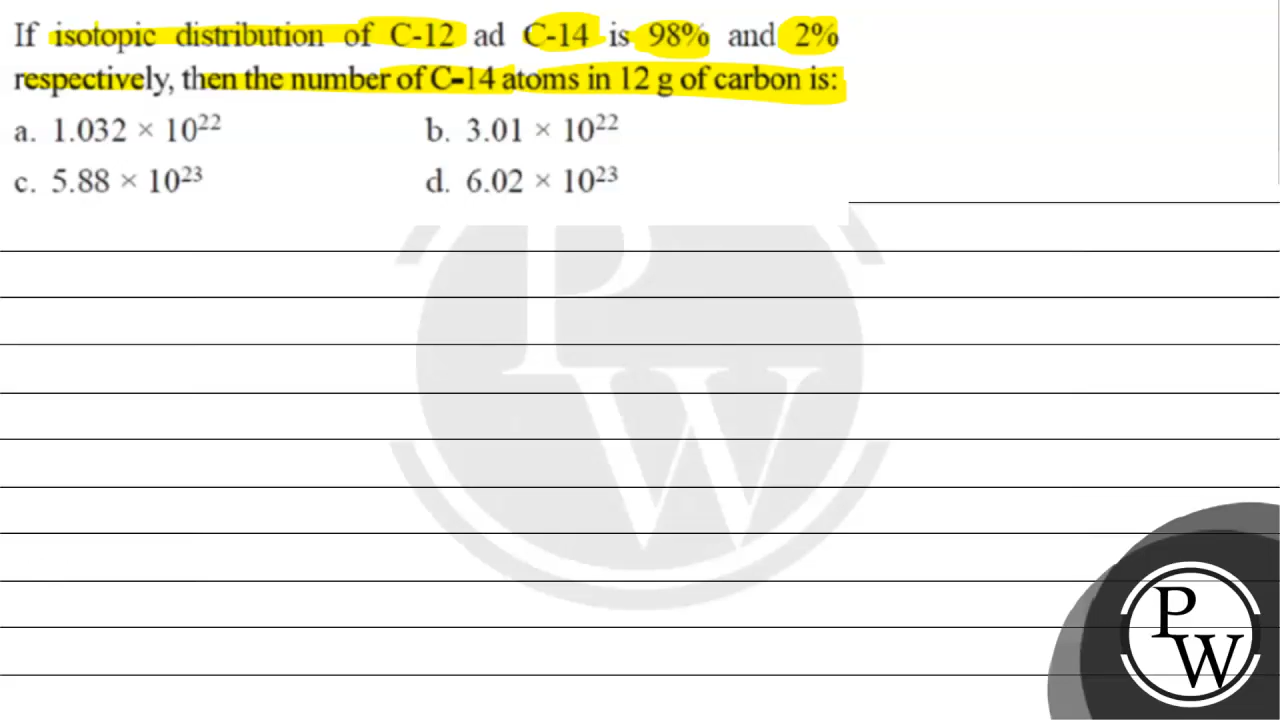 If isotopic distribution of C-12 ad C-14 is 98% and 2%
respectively, then the number of C-14 atoms in 12 g of carbon is:
a. 1.032 × 10²² b. 3.01 × 10²²
c. 5.88 × 10²³ d. 6.02 × 10²³
PW
PW